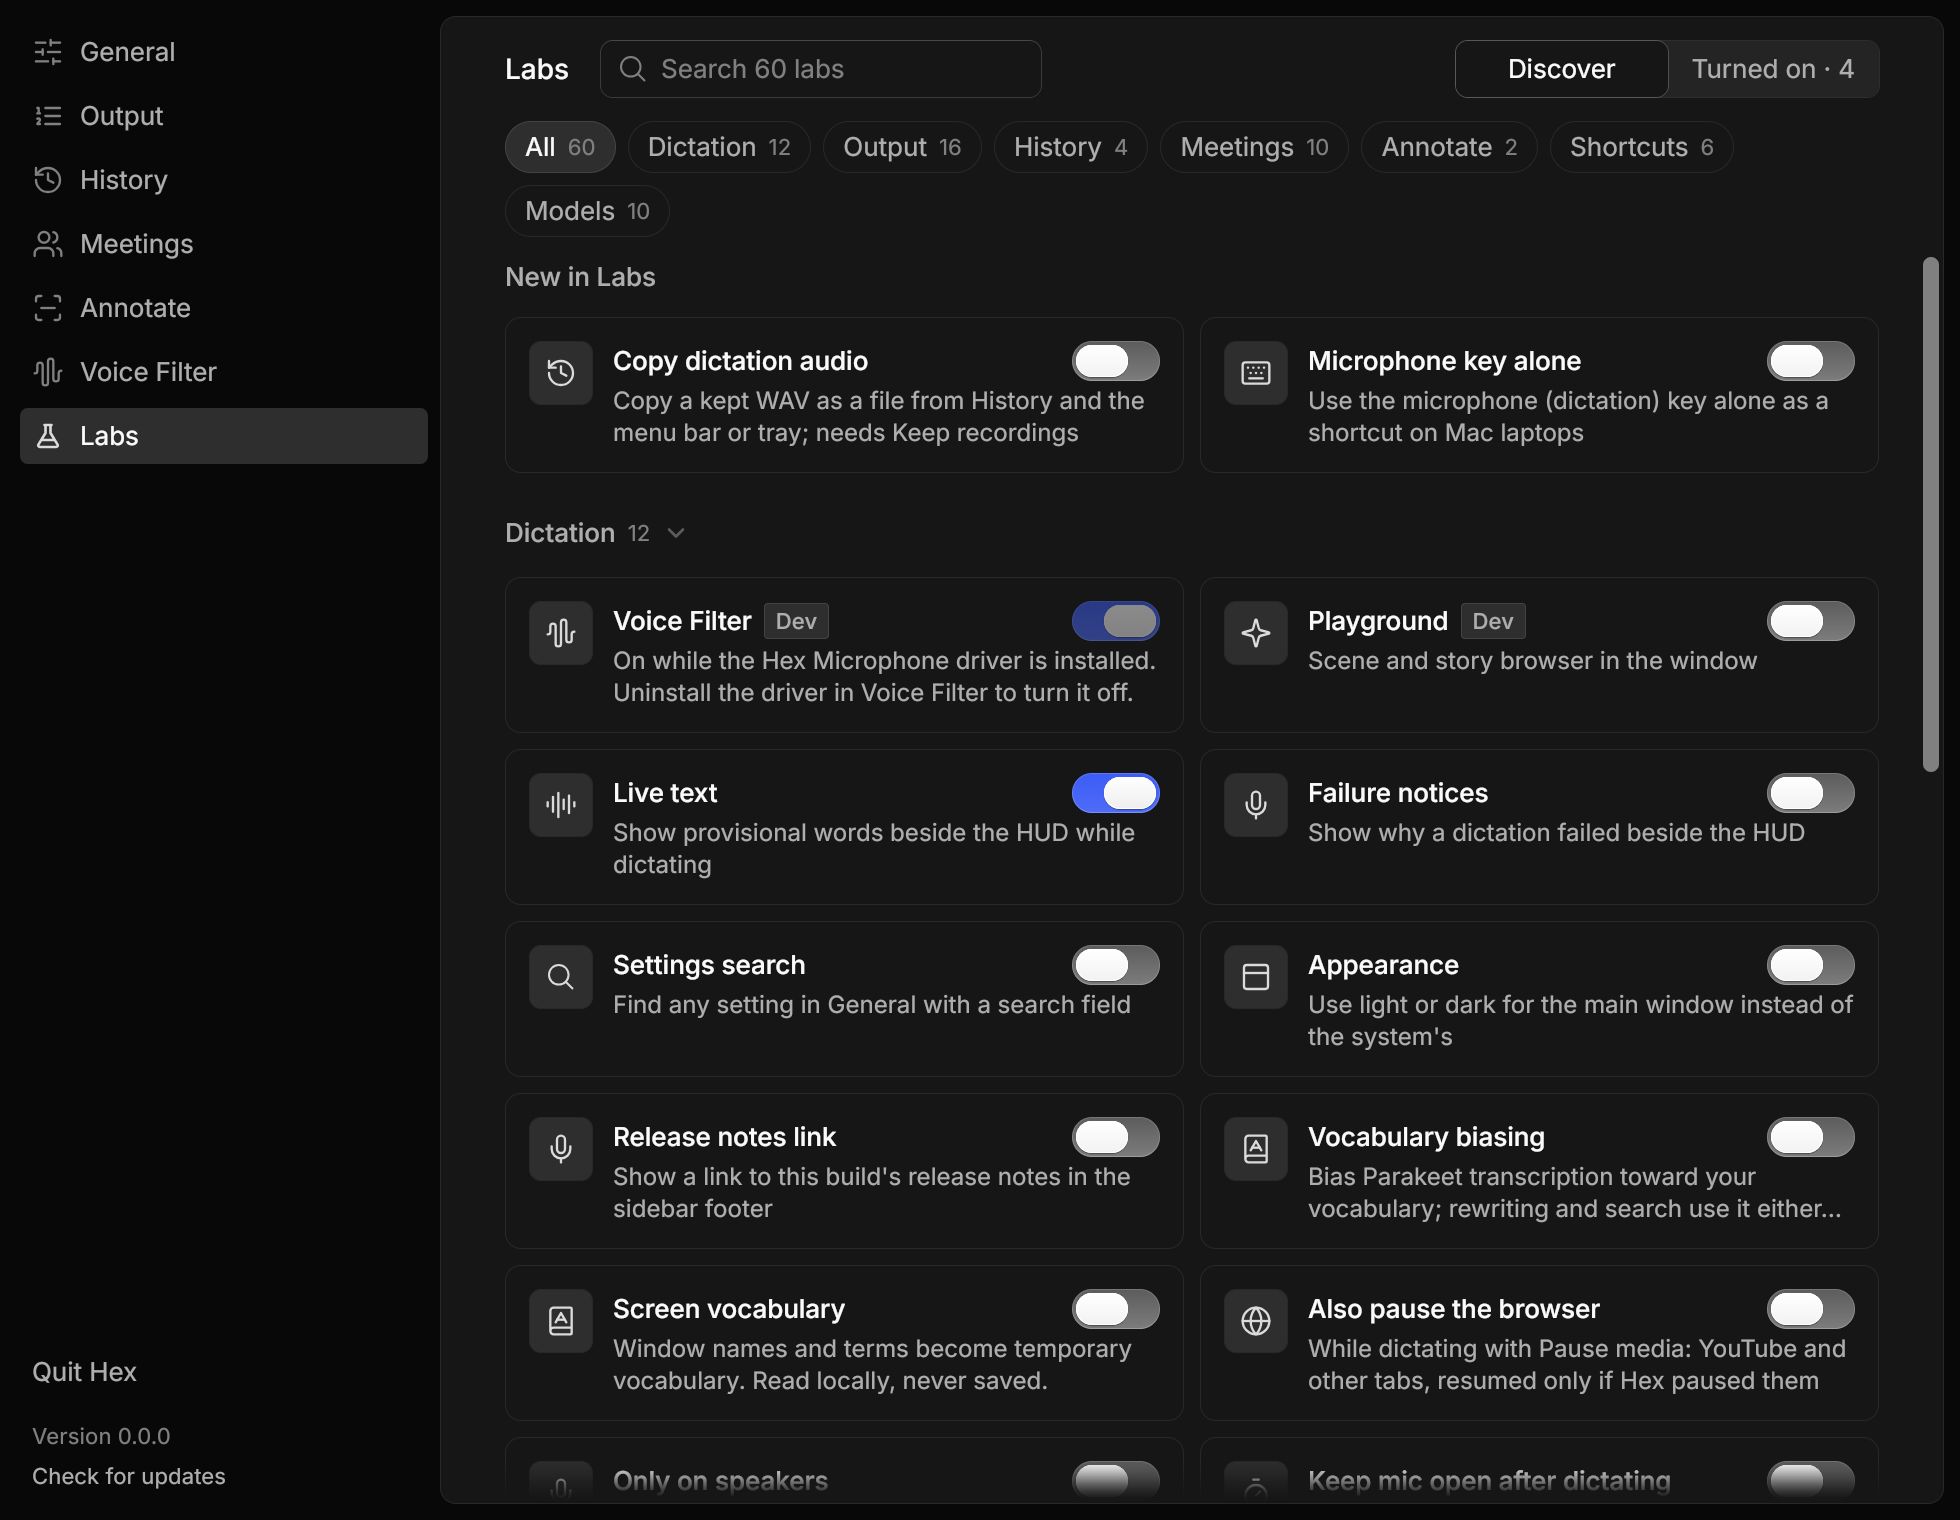 General
Output
History
Meetings
Annotate
Voice Filter
Labs
Quit Hex
Version 0.0.0
Check for updates
Labs
Search 60 labs
Discover
Turned on · 4
All 60
Dictation 12
Output 16
History 4
Meetings 10
Annotate 2
Shortcuts 6
Models 10
New in Labs
Copy dictation audio
Copy a kept WAV as a file from History and the
menu bar or tray; needs Keep recordings
Microphone key alone
Use the microphone (dictation) key alone as a
shortcut on Mac laptops
Dictation 12
Voice Filter Dev
On while the Hex Microphone driver is installed.
Uninstall the driver in Voice Filter to turn it off.
Playground Dev
Scene and story browser in the window
Live text
Show provisional words beside the HUD while
dictating
Failure notices
Show why a dictation failed beside the HUD
Settings search
Find any setting in General with a search field
Appearance
Use light or dark for the main window instead of
the system's
Release notes link
Show a link to this build's release notes in the
sidebar footer
Vocabulary biasing
Bias Parakeet transcription toward your
vocabulary; rewriting and search use it either...
Screen vocabulary
Window names and terms become temporary
vocabulary. Read locally, never saved.
Also pause the browser
While dictating with Pause media: YouTube and
other tabs, resumed only if Hex paused them
Only on speakers
Keep mic open after dictating